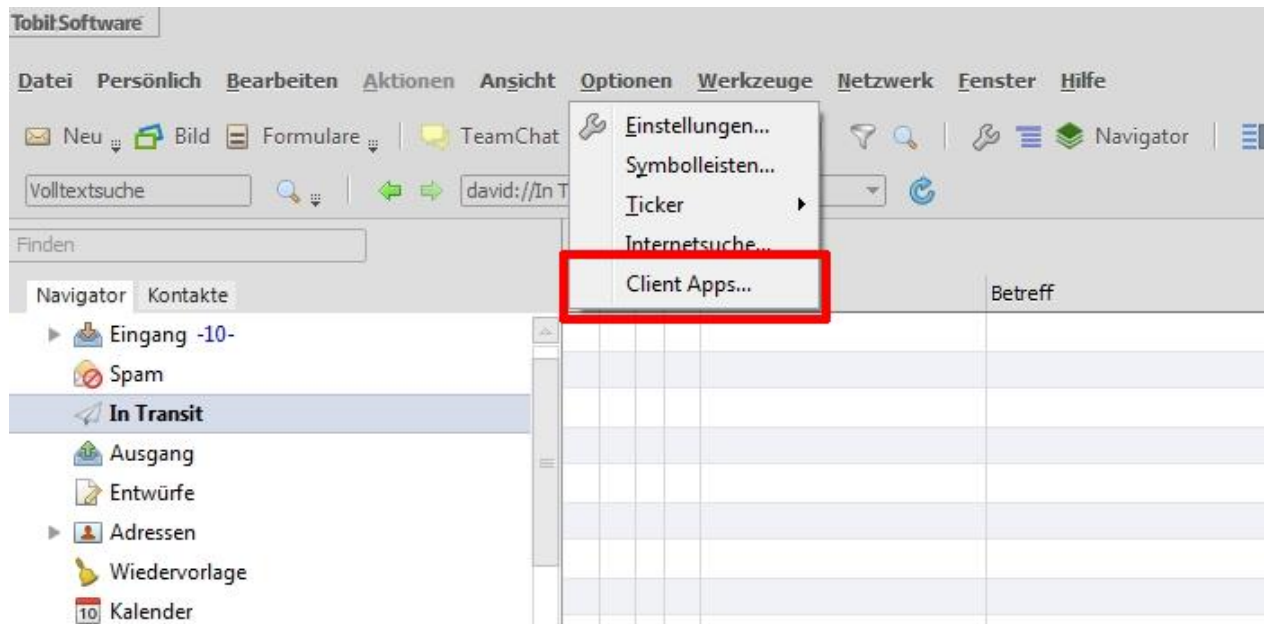 Tobit Software
Datei Persönlich Bearbeiten Aktionen Ansicht Optionen Werkzeuge Netzwerk Fenster Hilfe
Neu Bild Formulare TeamChat Navigator
Einstellungen...
Symbolleisten...
Volltextsuche david://In T
Ticker
Finden
Internetsuche...
Client Apps...
Navigator Kontakte Betreff
Eingang -10-
Spam
In Transit
Ausgang
Entwürfe
Adressen
Wiedervorlage
10 Kalender